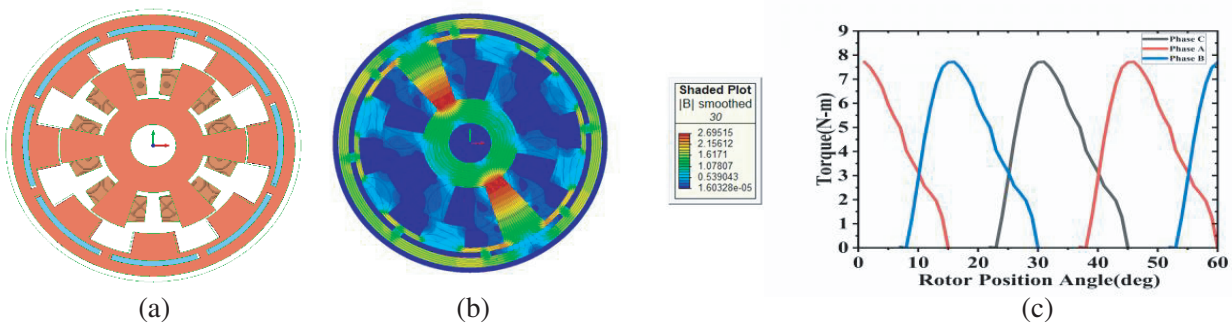 Shaded Plot
|B| smoothed
30
2.69515
2.15612
1.6171
1.07807
0.539043
1.60328e-05
Torque(N-m)
9
8
7
6
5
4
3
2
1
0
Phase C
Phase A
Phase B
0 10 20 30 40 50 60
Rotor Position Angle(deg)
(a) (b) (c)